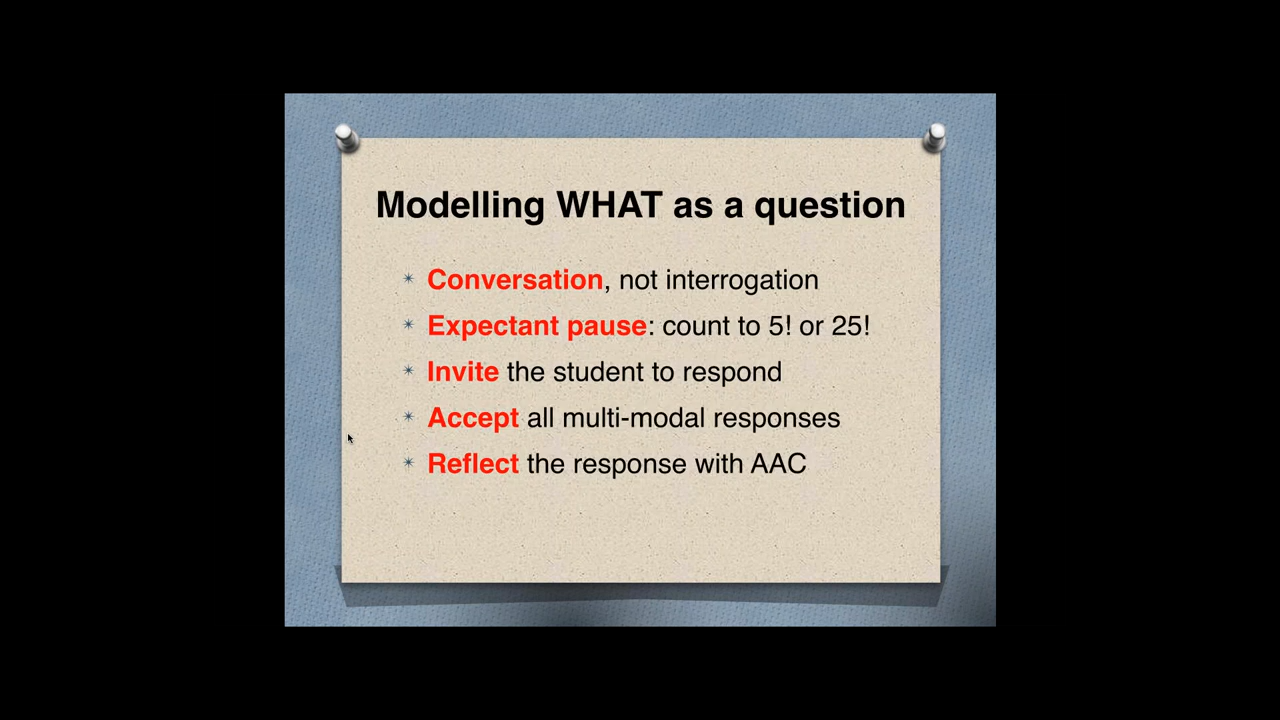 Modelling WHAT as a question
Conversation, not interrogation
Expectant pause: count to 5! or 25!
Invite the student to respond
Accept all multi-modal responses
Reflect the response with AAC